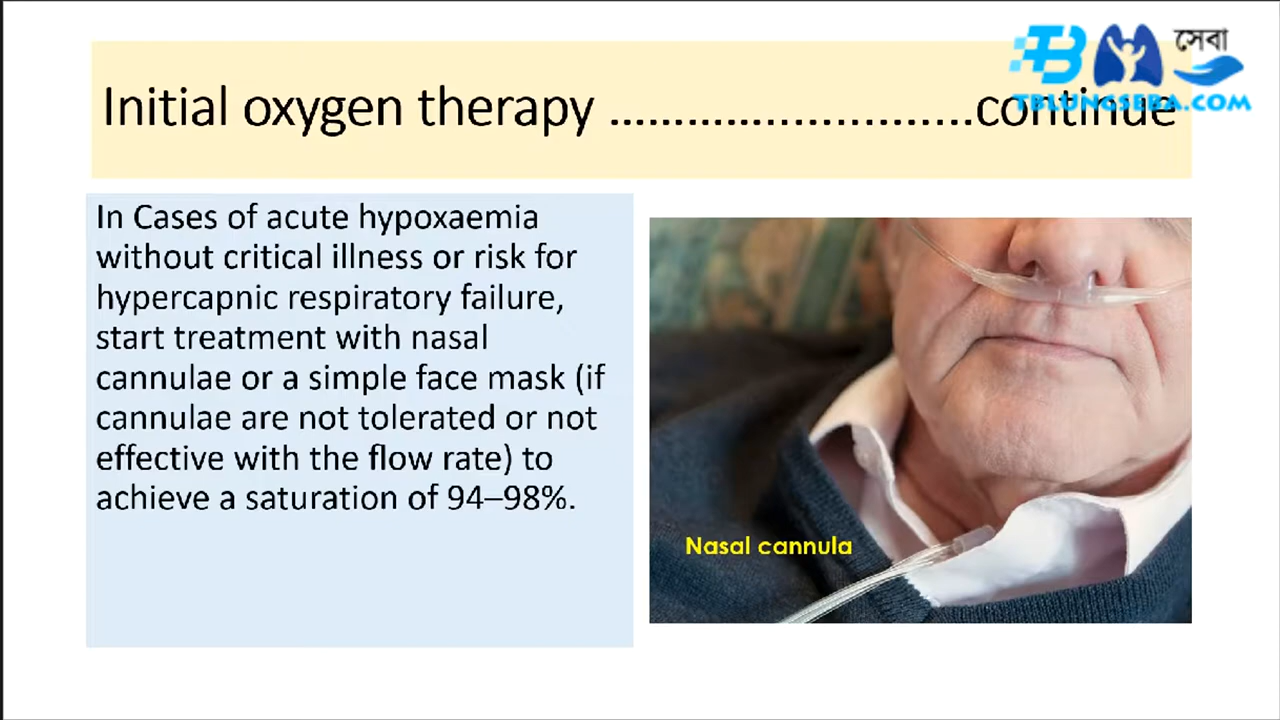 TB সেবা
TBLUNGSEBA.COM
Initial oxygen therapy ………….................continue
In Cases of acute hypoxaemia
without critical illness or risk for
hypercapnic respiratory failure,
start treatment with nasal
cannulae or a simple face mask (if
cannulae are not tolerated or not
effective with the flow rate) to
achieve a saturation of 94–98%.
Nasal cannula